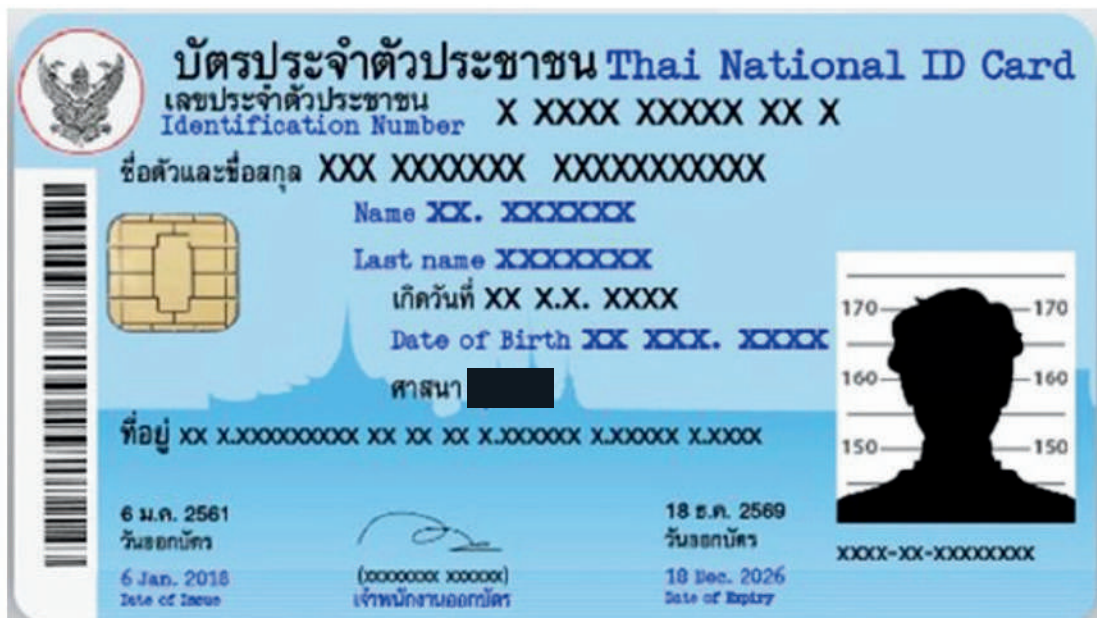 บัตรประจำตัวประชาชน Thai National ID Card
เลขประจำตัวประชาชน
Identification Number X XXXX XXXXX XX X
ชื่อตัวและชื่อสกุล XXX XXXXXXX XXXXXXXXXXX
Name XX. XXXXXX
Last name XXXXXXXX
เกิดวันที่ XX X.X. XXXX
Date of Birth XX XXX. XXXX
ศาสนา
ที่อยู่ XX X.XXXXXXXXX XX XX XX X.XXXXXX X.XXXXX X.XXXX
170 170
160 160
150 150
6 ม.ค. 2561
วันออกบัตร
6 Jan. 2018
Date of Issue
(XXXXXXXX XXXXXX)
เจ้าพนักงานออกบัตร
18 ธ.ค. 2569
วันออกบัตร
18 Dec. 2026
Date of Expiry
XXXX-XX-XXXXXXXX